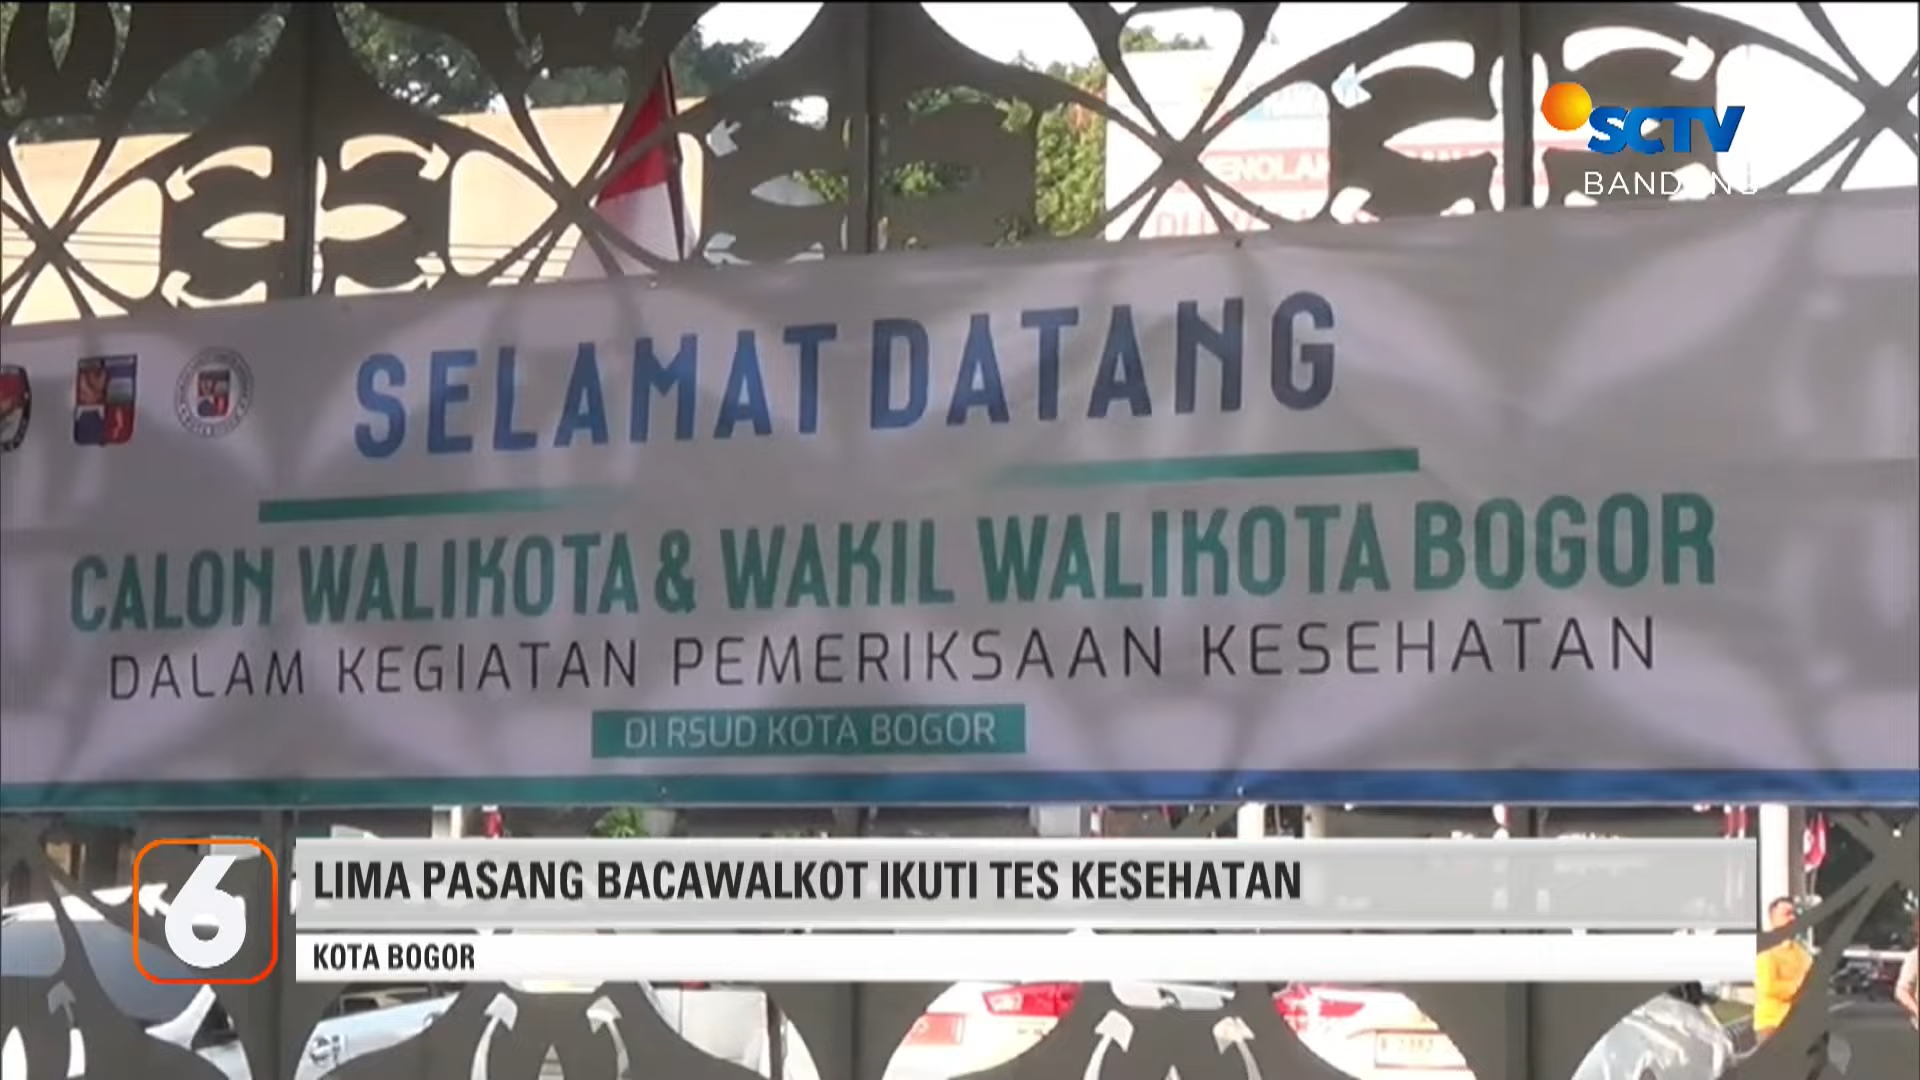 SCTV
BANDUNG
SELAMAT DATANG
CALON WALIKOTA & WAKIL WALIKOTA BOGOR
DALAM KEGIATAN PEMERIKSAAN KESEHATAN
DI RSUD KOTA BOGOR
6
LIMA PASANG BACAWALKOT IKUTI TES KESEHATAN
KOTA BOGOR